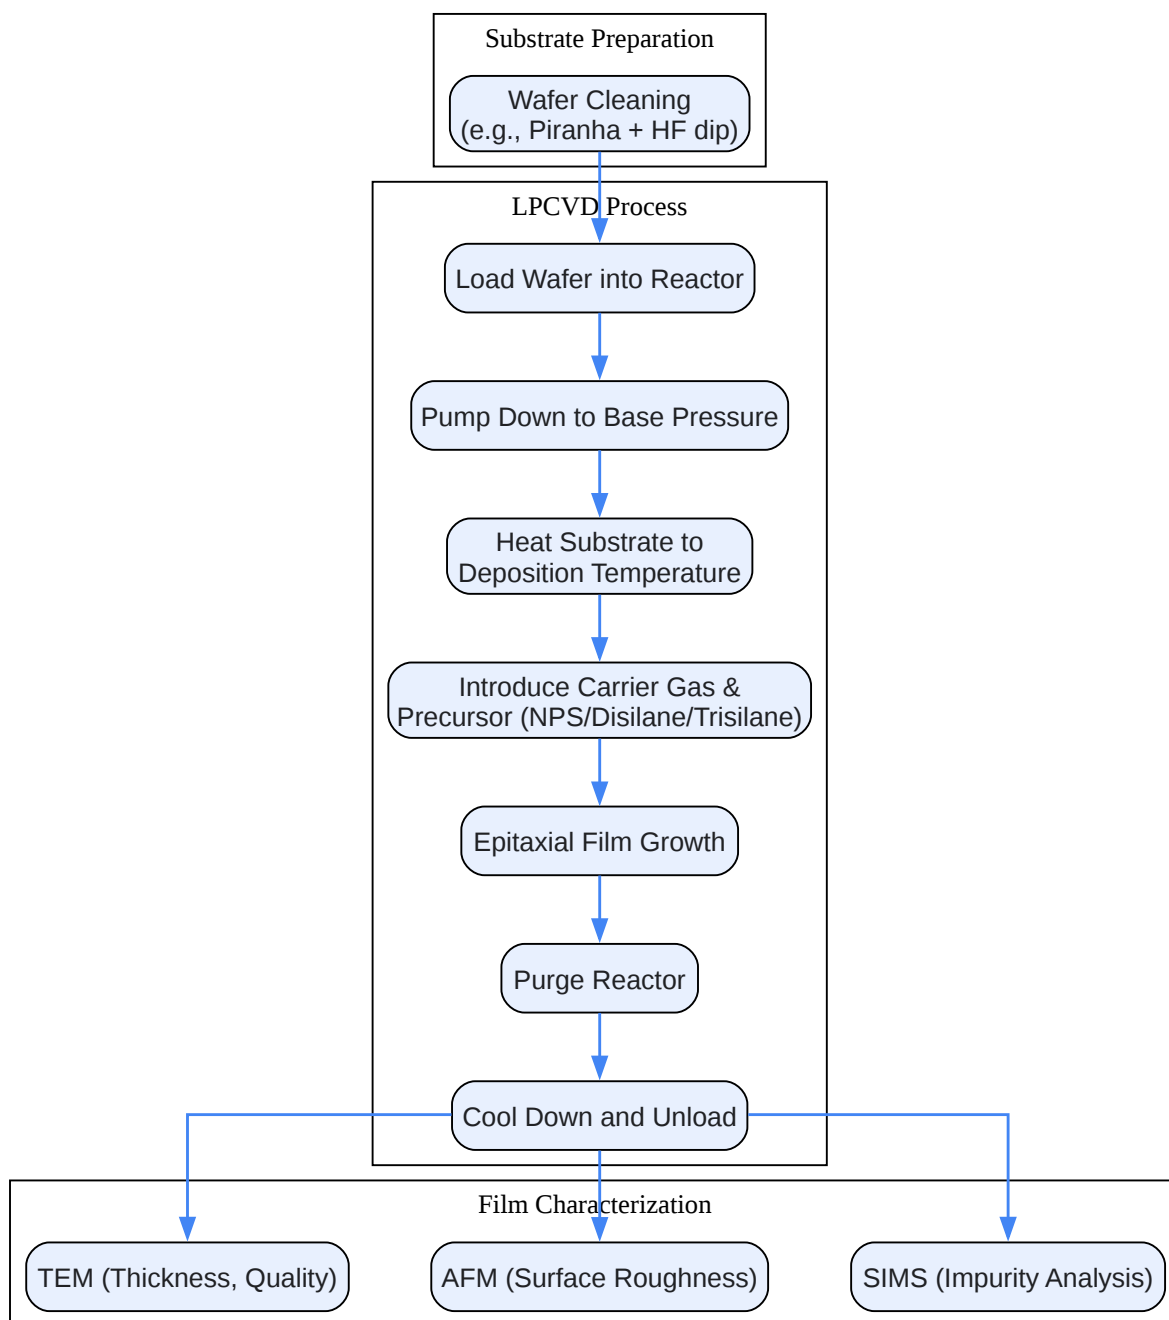 Substrate Preparation
Wafer Cleaning
(e.g., Piranha + HF dip)
LPCVD Process
Load Wafer into Reactor
Pump Down to Base Pressure
Heat Substrate to
Deposition Temperature
Introduce Carrier Gas &
Precursor (NPS/Disilane/Trisilane)
Epitaxial Film Growth
Purge Reactor
Cool Down and Unload
Film Characterization
TEM (Thickness, Quality)
AFM (Surface Roughness)
SIMS (Impurity Analysis)